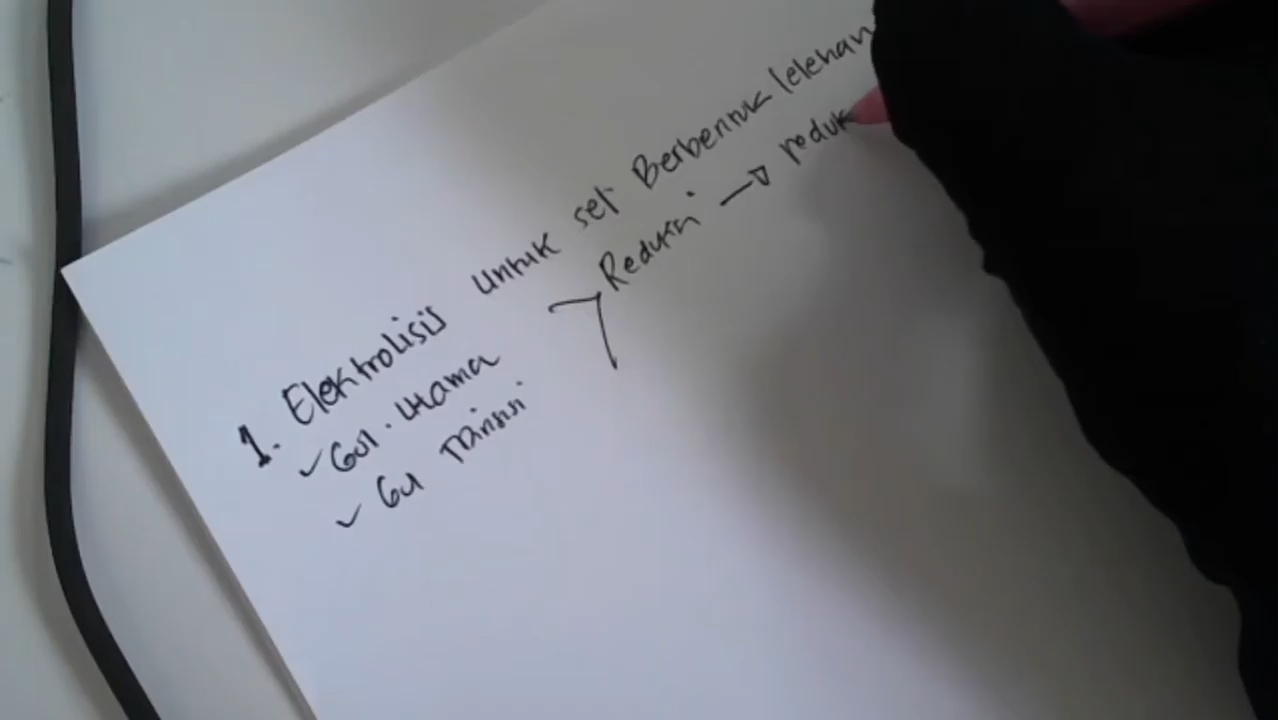 1. Elektrolisis untuk sel Berbentuk lelehan
✓ Gol. Utama
✓ Gol Transisi
Reduksi → reduk